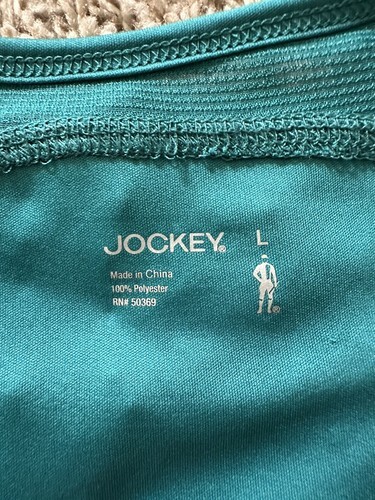 JOCKEY® L
Made in China
100% Polyester
RN# 50369
®